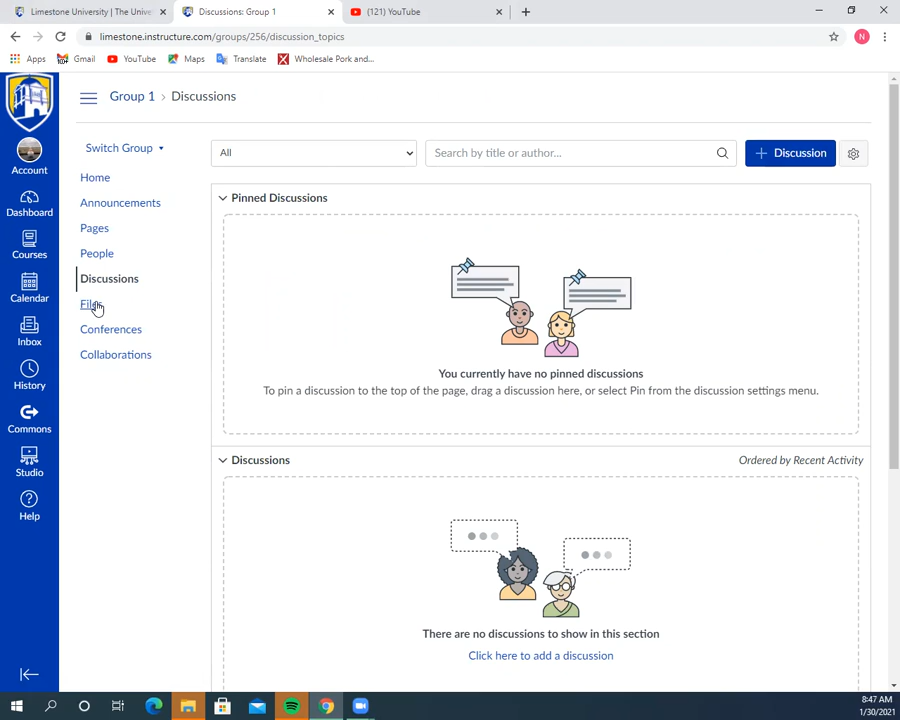 Limestone University | The Unive
Discussions: Group 1
(121) YouTube
limestone.instructure.com/groups/256/discussion_topics
N
Apps
Gmail
YouTube
Maps
Translate
Wholesale Pork and...
Group 1 > Discussions
Account
Dashboard
Courses
Calendar
Inbox
History
Commons
Studio
Help
Switch Group
Home
Announcements
Pages
People
Discussions
Files
Conferences
Collaborations
All
Search by title or author...
+ Discussion
Pinned Discussions
You currently have no pinned discussions
To pin a discussion to the top of the page, drag a discussion here, or select Pin from the discussion settings menu.
Discussions
Ordered by Recent Activity
There are no discussions to show in this section
Click here to add a discussion
8:47 AM
1/30/2021